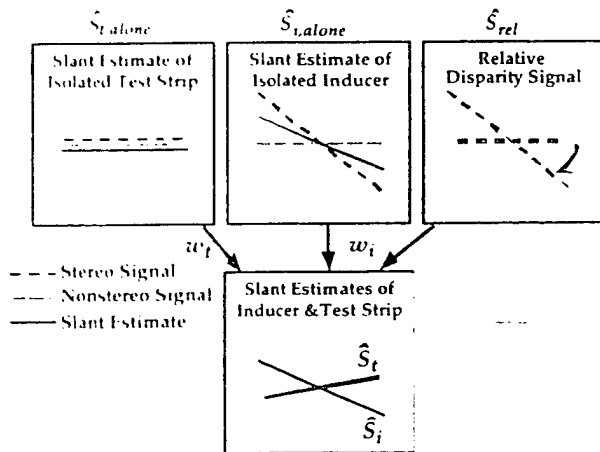 Ŝt,alone Ŝi,alone Ŝrel
Slant Estimate of
Isolated Test Strip
Slant Estimate of
Isolated Inducer
Relative
Disparity Signal
wt wi
Stereo Signal
Nonstereo Signal
Slant Estimate
Slant Estimates of
Inducer &Test Strip
Ŝt
Ŝi